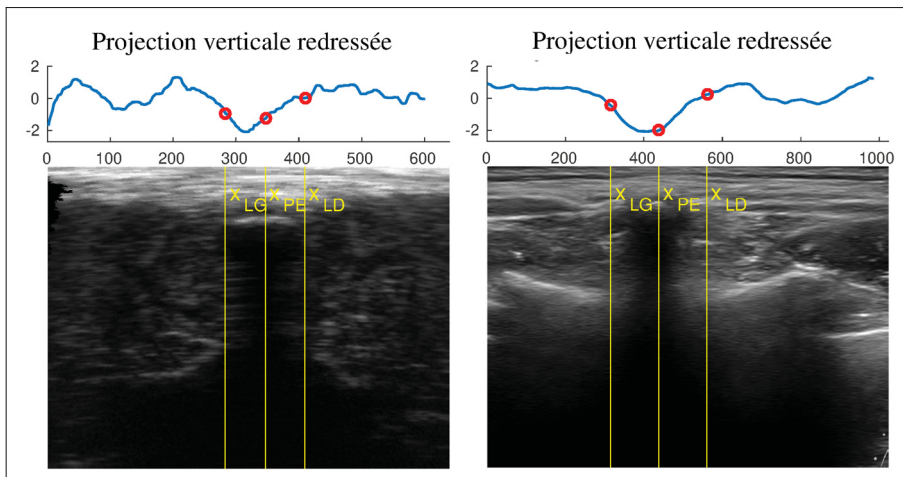 Projection verticale redressée
2
0
-2
0 100 200 300 400 500 600
X LG X PE X LD
Projection verticale redressée
2
0
-2
0 200 400 600 800 1000
X LG X PE X LD